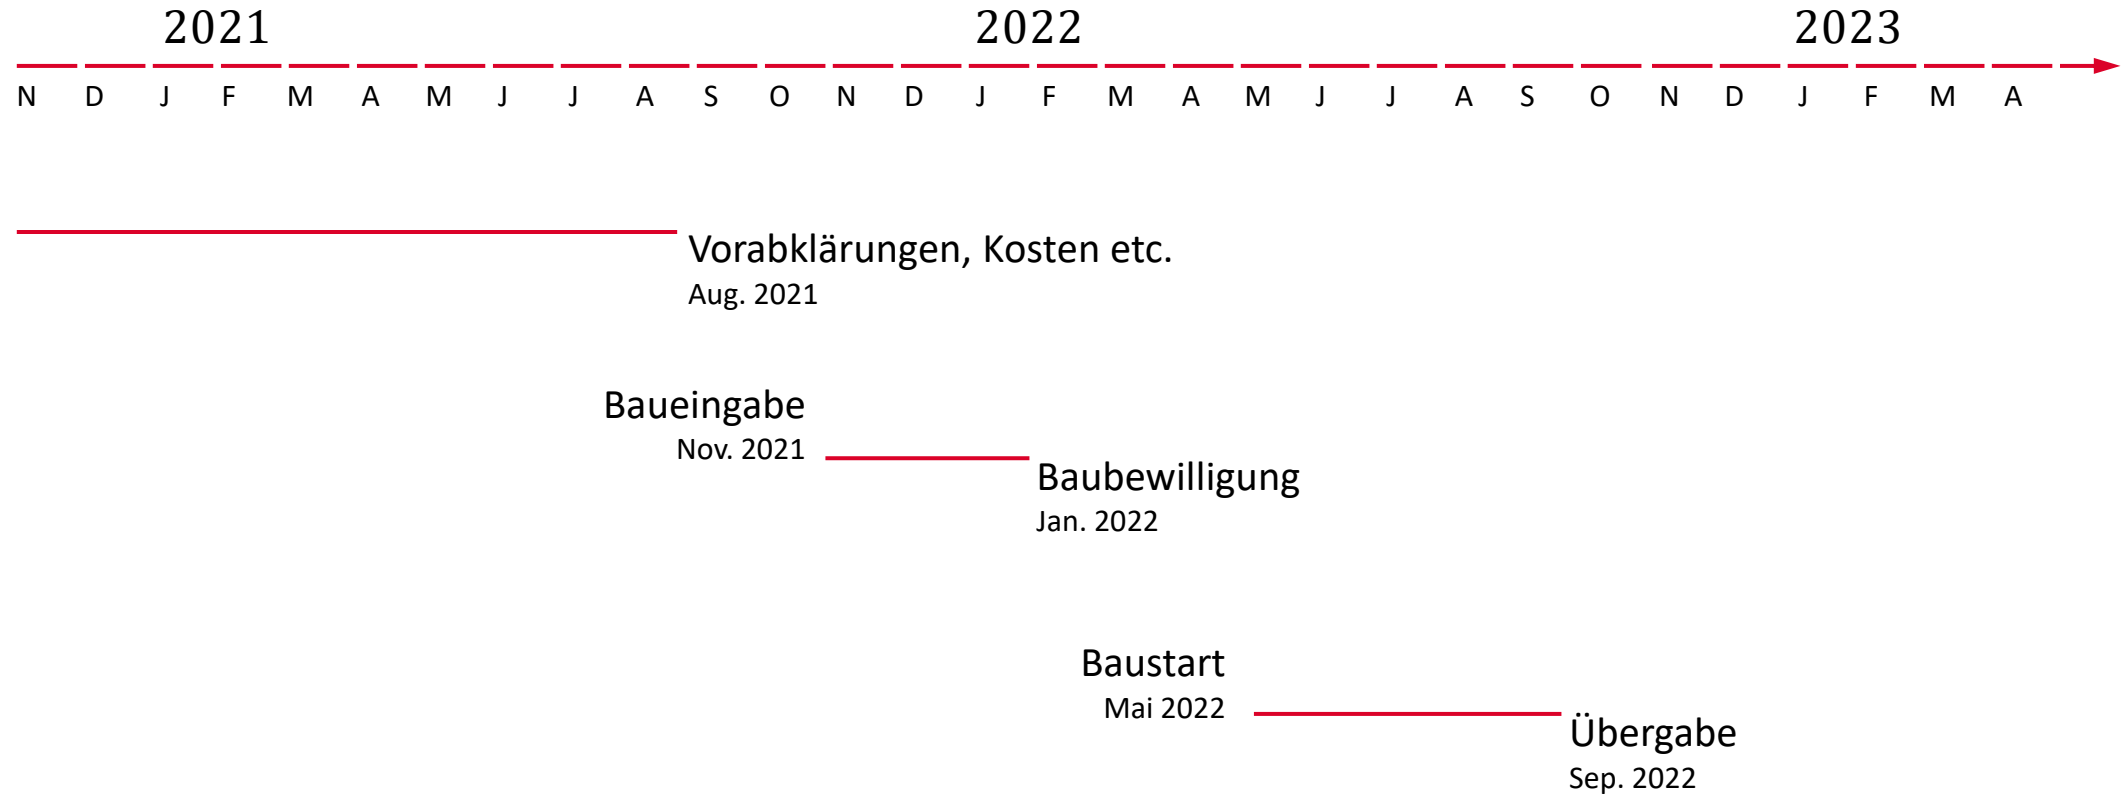 2021 2022 2023
N D J F M A M J J A S O N D J F M A M J J A S O N D J F M A
Vorabklärungen, Kosten etc.
Aug. 2021
Baueingabe
Nov. 2021
Baubewilligung
Jan. 2022
Baustart
Mai 2022
Übergabe
Sep. 2022